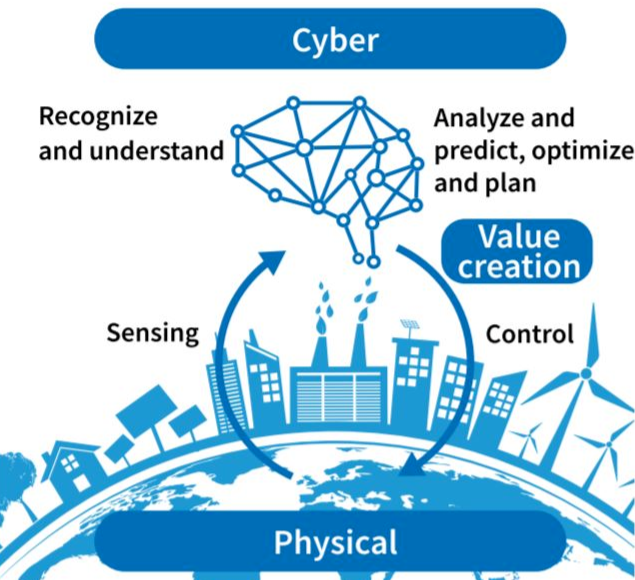 Cyber
Recognize
and understand
Analyze and
predict, optimize
and plan
Value
creation
Sensing
Control
Physical